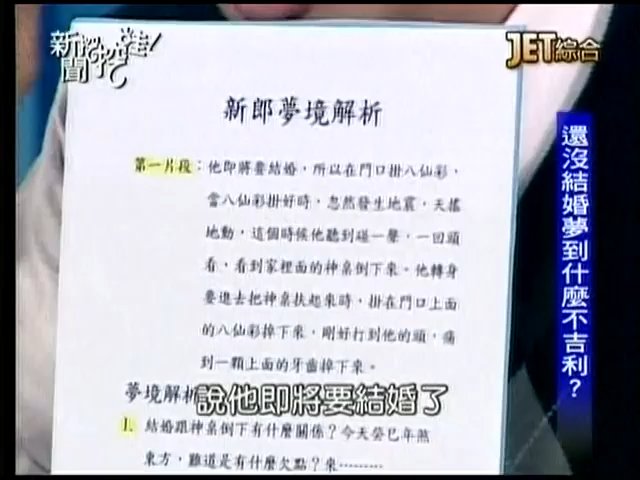 新聞挖挖哇！
JET綜合
新郎夢境解析
第一片段：他即將要結婚，所以在門口掛八仙彩，
當八仙彩掛好時，忽然發生地震，天搖
地動，這個時候他聽到碰一聲，一回頭
看，看到家裡面的神桌倒下來。他轉身
要進去把神桌扶起來時，掛在門口上面
的八仙彩掉下來，剛好打到他的頭，痛
到一顆上面的牙齒掉下來。
夢境解析
說他即將要結婚了
1. 結婚跟神桌倒下有什麼關係？今天癸巳年煞
東方，難道是有什麼欠點？來
還沒結婚夢到什麼不吉利？